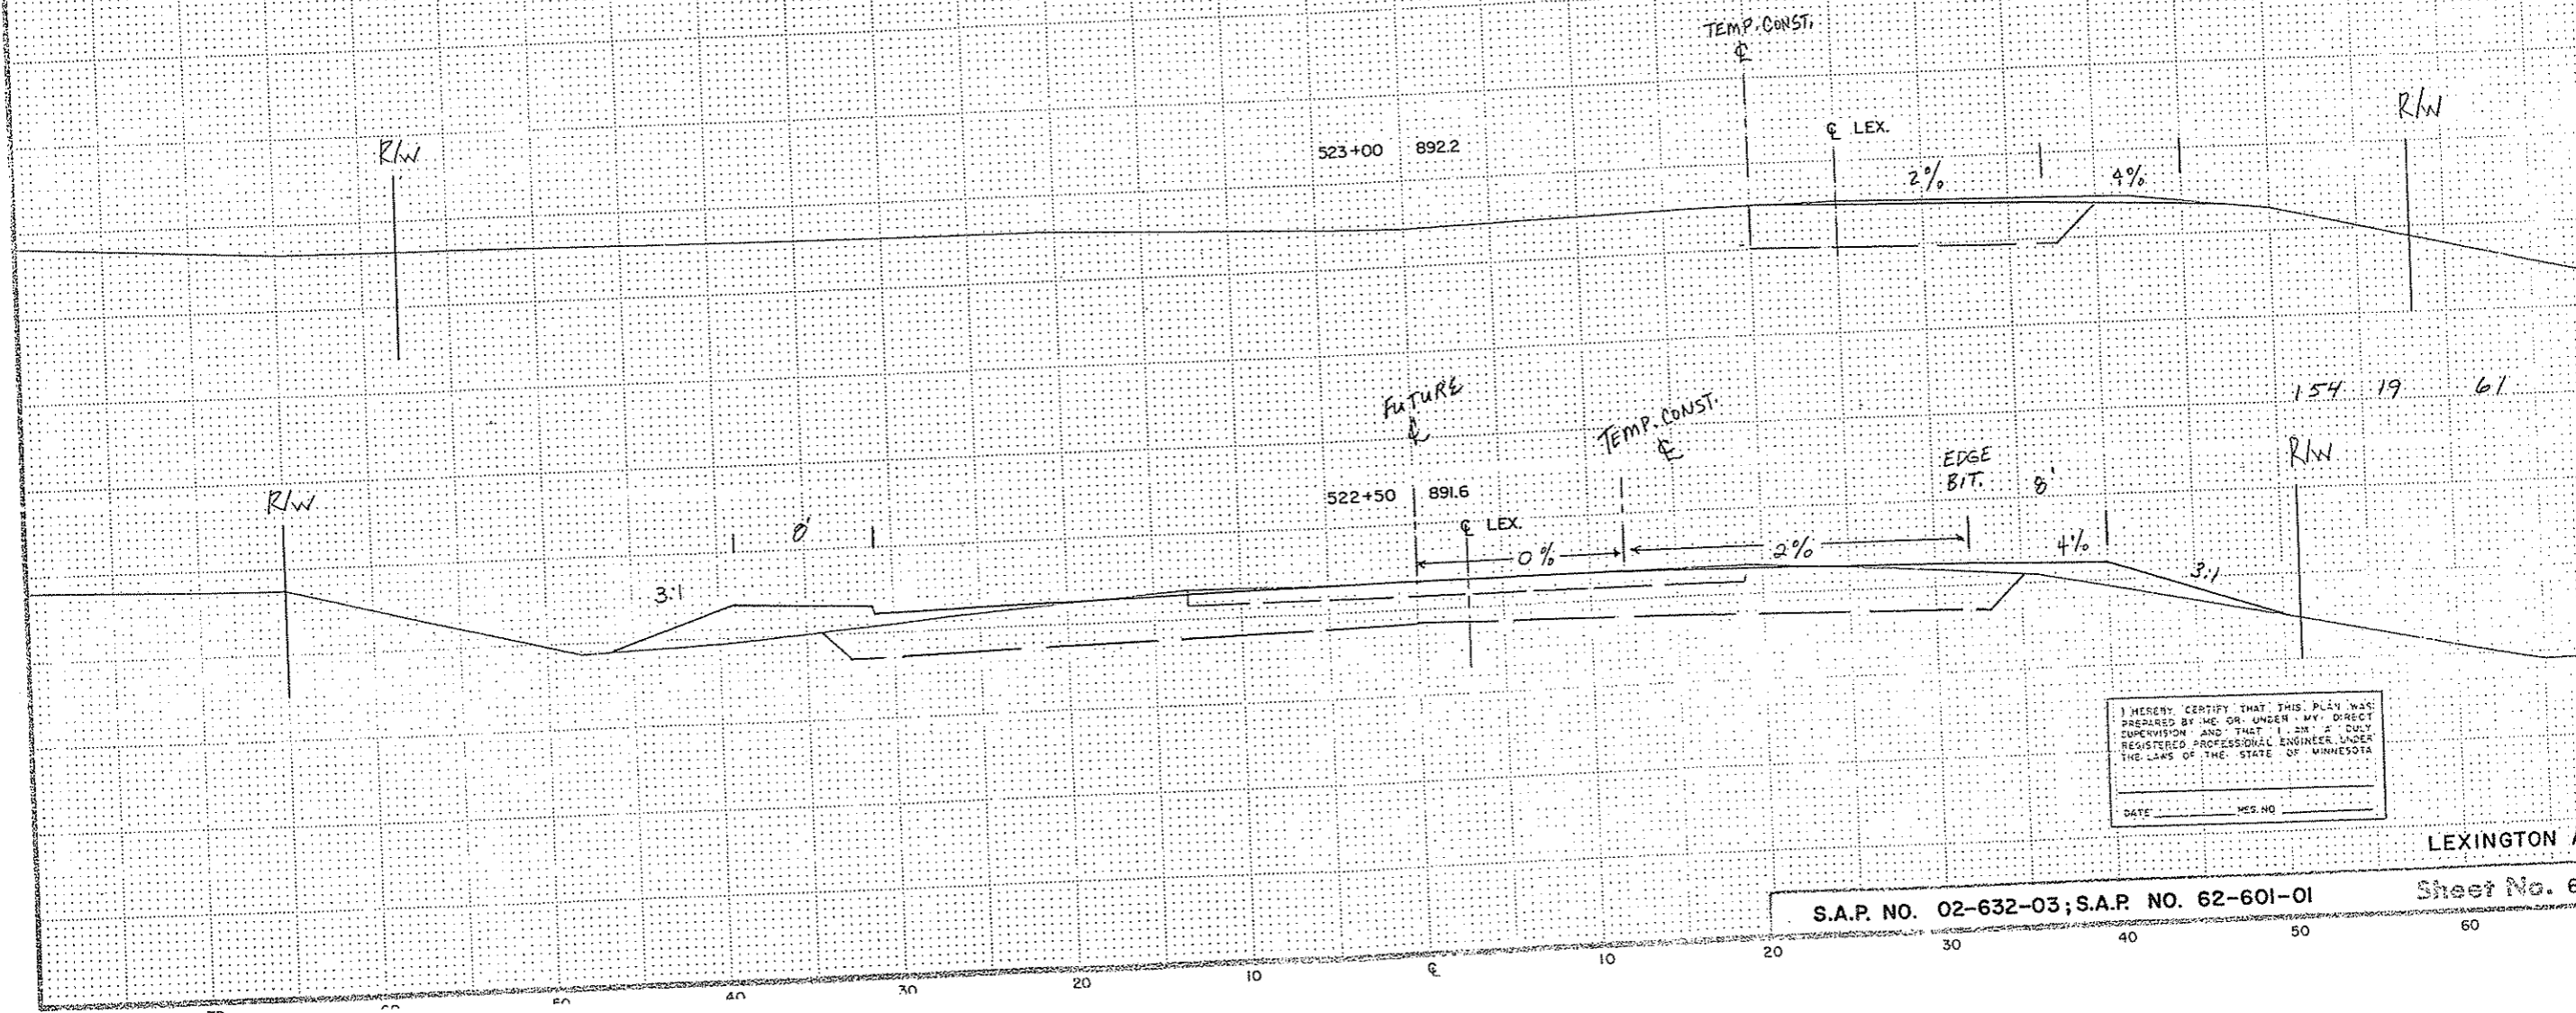 TEMP. CONST.
℄
R/W
R/W
523+00 892.2
℄ LEX.
2% 4%
FUTURE
℄
TEMP. CONST.
℄
154 19 61
R/W
R/W
EDGE
BIT.
8'
522+50 891.6
℄ LEX.
8'
0%
2%
4%
3:1
3:1
I HEREBY CERTIFY THAT THIS PLAN WAS
PREPARED BY ME OR UNDER MY DIRECT
SUPERVISION AND THAT I AM A DULY
REGISTERED PROFESSIONAL ENGINEER UNDER
THE LAWS OF THE STATE OF MINNESOTA
DATE REG. NO
LEXINGTON A
S.A.P. NO. 02-632-03; S.A.P. NO. 62-601-01
Sheet No. 6
40 30 20 10 ℄ 10 20 30 40 50 60